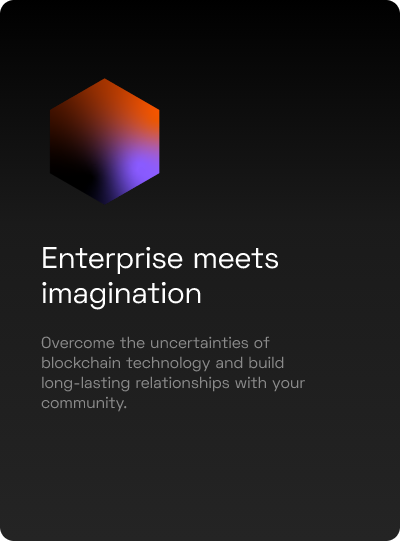 Enterprise meets
imagination
Overcome the uncertainties of
blockchain technology and build
long-lasting relationships with your
community.